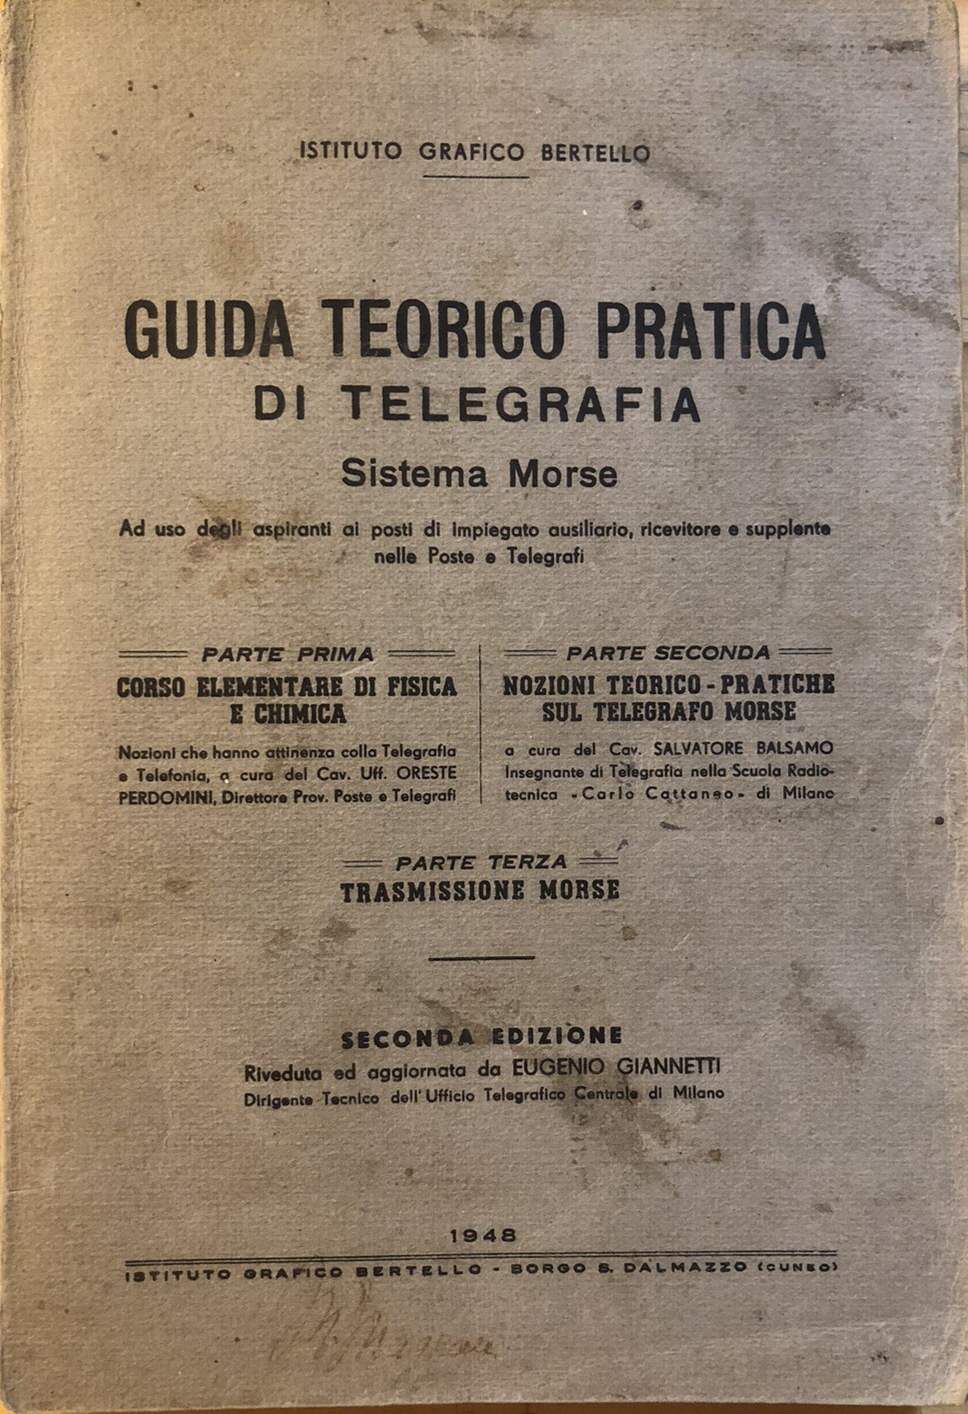 ISTITUTO GRAFICO BERTELLO
GUIDA TEORICO PRATICA
DI TELEGRAFIA
Sistema Morse
Ad uso degli aspiranti ai posti di impiegato ausiliario, ricevitore e supplente
nelle Poste e Telegrafi
PARTE PRIMA
CORSO ELEMENTARE DI FISICA
E CHIMICA
Nozioni che hanno attinenza colla Telegrafia
e Telefonia, a cura del Cav. Uff. ORESTE
PERDOMINI, Direttore Prov. Poste e Telegrafi
PARTE SECONDA
NOZIONI TEORICO-PRATICHE
SUL TELEGRAFO MORSE
a cura del Cav. SALVATORE BALSAMO
Insegnante di Telegrafia nella Scuola Radio-
tecnica «Carlo Cattaneo» di Milano
PARTE TERZA
TRASMISSIONE MORSE
SECONDA EDIZIONE
Riveduta ed aggiornata da EUGENIO GIANNETTI
Dirigente Tecnico dell'Ufficio Telegrafico Centrale di Milano
1948
ISTITUTO GRAFICO BERTELLO - BORGO S. DALMAZZO (CUNEO)